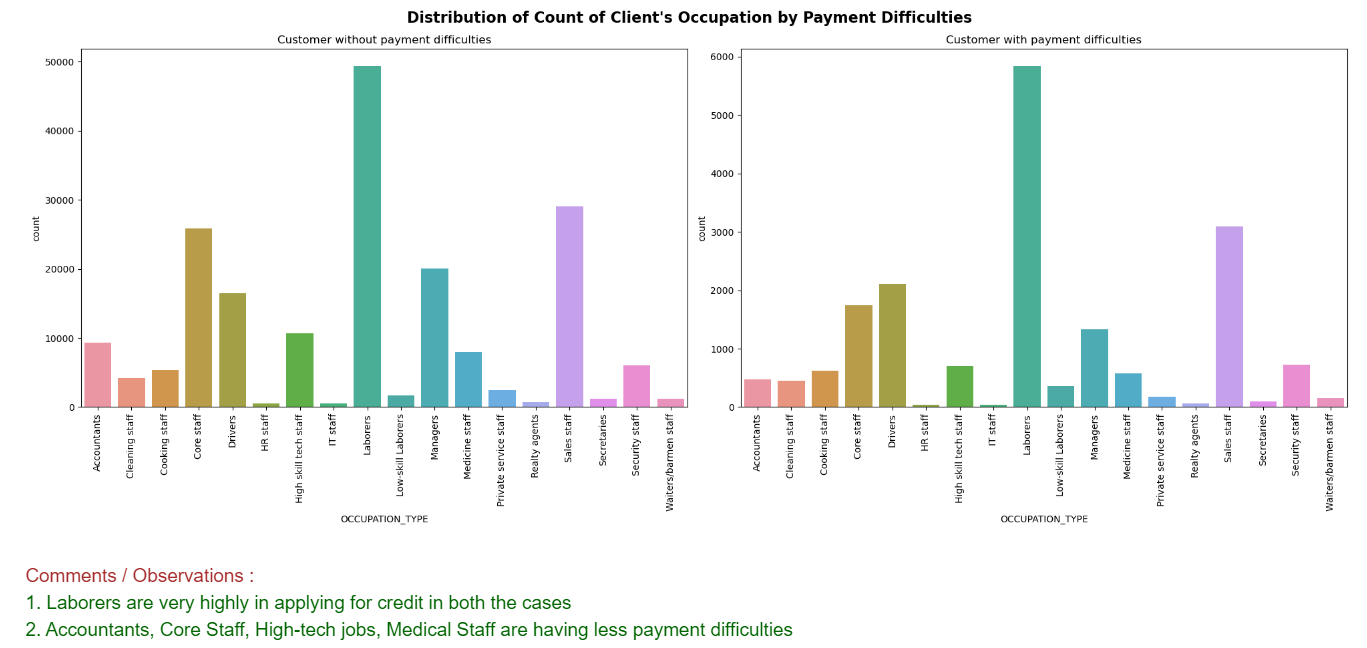 Distribution of Count of Client's Occupation by Payment Difficulties
Customer without payment difficulties
count
50000
40000
30000
20000
10000
0
Accountants
Cleaning staff
Cooking staff
Core staff
Drivers
HR staff
High skill tech staff
IT staff
Laborers
Low-skill Laborers
Managers
Medicine staff
Private service staff
Realty agents
Sales staff
Secretaries
Security staff
Waiters/barmen staff
OCCUPATION_TYPE
Customer with payment difficulties
count
6000
5000
4000
3000
2000
1000
0
Accountants
Cleaning staff
Cooking staff
Core staff
Drivers
HR staff
High skill tech staff
IT staff
Laborers
Low-skill Laborers
Managers
Medicine staff
Private service staff
Realty agents
Sales staff
Secretaries
Security staff
Waiters/barmen staff
OCCUPATION_TYPE
Comments / Observations :
1. Laborers are very highly in applying for credit in both the cases
2. Accountants, Core Staff, High-tech jobs, Medical Staff are having less payment difficulties